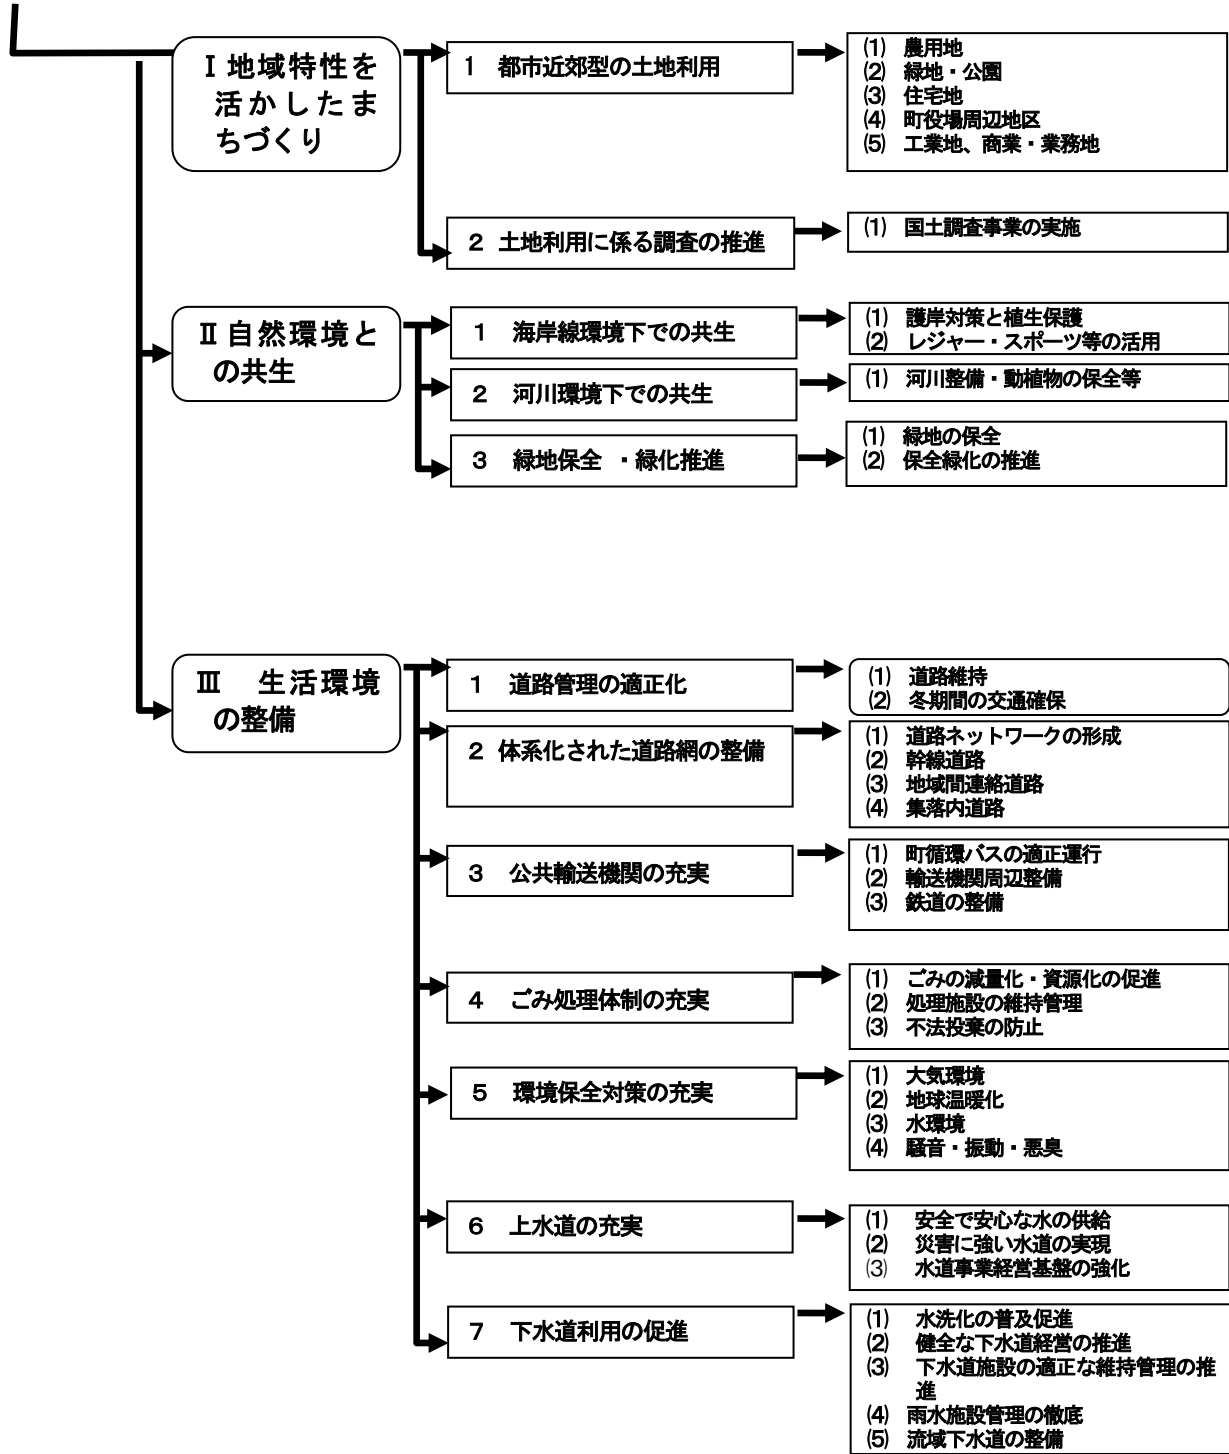 Ⅰ 地域特性を
活かしたま
ちづくり
1 都市近郊型の土地利用
(1) 農用地
(2) 緑地・公園
(3) 住宅地
(4) 町役場周辺地区
(5) 工業地、商業・業務地
2 土地利用に係る調査の推進
(1) 国土調査事業の実施
Ⅱ 自然環境と
の共生
1 海岸線環境下での共生
(1) 護岸対策と植生保護
(2) レジャー・スポーツ等の活用
2 河川環境下での共生
(1) 河川整備・動植物の保全等
3 緑地保全 ・緑化推進
(1) 緑地の保全
(2) 保全緑化の推進
Ⅲ 生活環境
の整備
1 道路管理の適正化
(1) 道路維持
(2) 冬期間の交通確保
2 体系化された道路網の整備
(1) 道路ネットワークの形成
(2) 幹線道路
(3) 地域間連絡道路
(4) 集落内道路
3 公共輸送機関の充実
(1) 町循環バスの適正運行
(2) 輸送機関周辺整備
(3) 鉄道の整備
4 ごみ処理体制の充実
(1) ごみの減量化・資源化の促進
(2) 処理施設の維持管理
(3) 不法投棄の防止
5 環境保全対策の充実
(1) 大気環境
(2) 地球温暖化
(3) 水環境
(4) 騒音・振動・悪臭
6 上水道の充実
(1) 安全で安心な水の供給
(2) 災害に強い水道の実現
(3) 水道事業経営基盤の強化
7 下水道利用の促進
(1) 水洗化の普及促進
(2) 健全な下水道経営の推進
(3) 下水道施設の適正な維持管理の推
進
(4) 雨水施設管理の徹底
(5) 流域下水道の整備